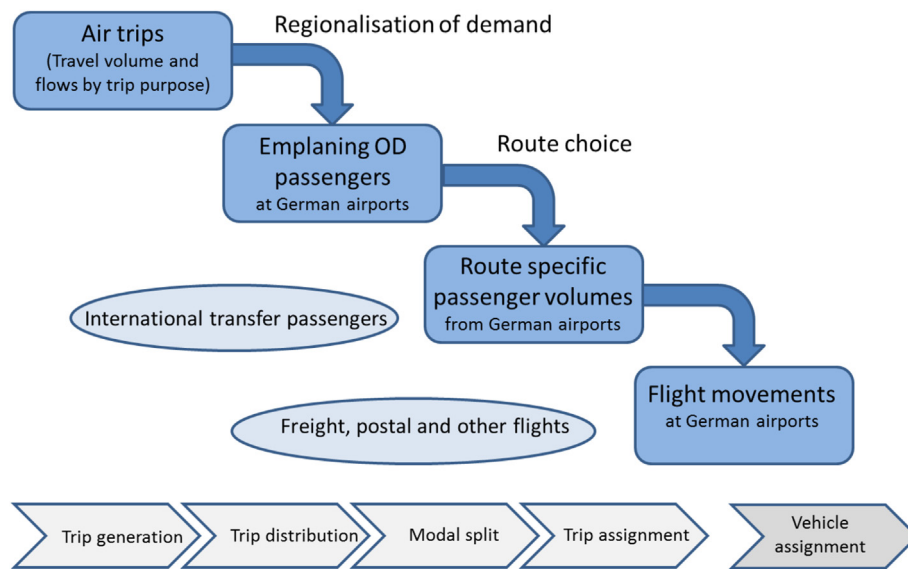 Air trips
(Travel volume and
flows by trip purpose)
Regionalisation of demand
Emplaning OD
passengers
at German airports
Route choice
Route specific
passenger volumes
from German airports
International transfer passengers
Flight movements
at German airports
Freight, postal and other flights
Trip generation
Trip distribution
Modal split
Trip assignment
Vehicle
assignment